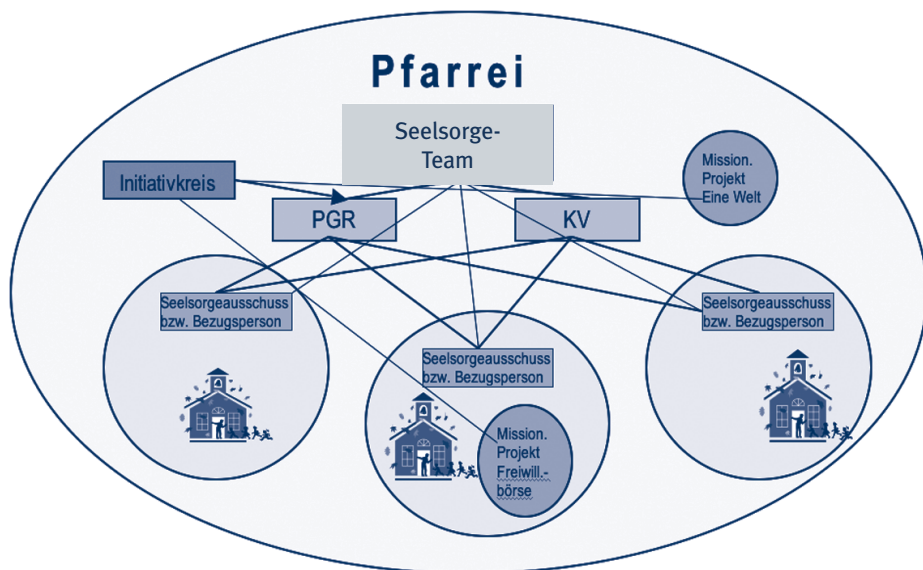 Pfarrei
Seelsorge-
Team
Initiativkreis
Mission.
Projekt
Eine Welt
PGR
KV
Seelsorgeausschuss
bzw. Bezugsperson
Seelsorgeausschuss
bzw. Bezugsperson
Seelsorgeausschuss
bzw. Bezugsperson
Mission.
Projekt
Freiwill.-
börse